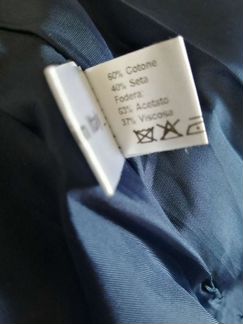 60% Cotone
40% Seta
Fodera:
63% Acetato
37% Viscosa